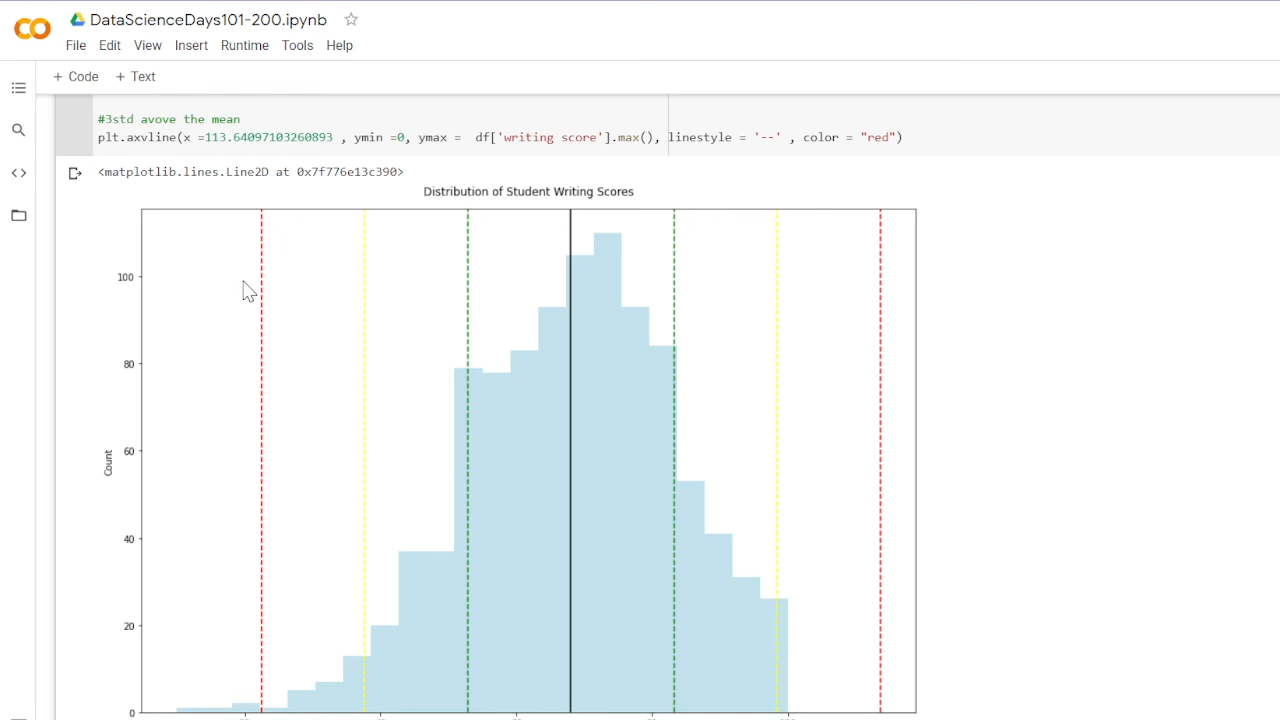 DataScienceDays101-200.ipynb
File Edit View Insert Runtime Tools Help
+ Code + Text
#3std avove the mean
plt.axvline(x =113.64097103260893 , ymin =0, ymax =  df['writing score'].max(), linestyle = '--' , color = "red")
<matplotlib.lines.Line2D at 0x7f776e13c390>
Distribution of Student Writing Scores
100
80
60
Count
40
20
0